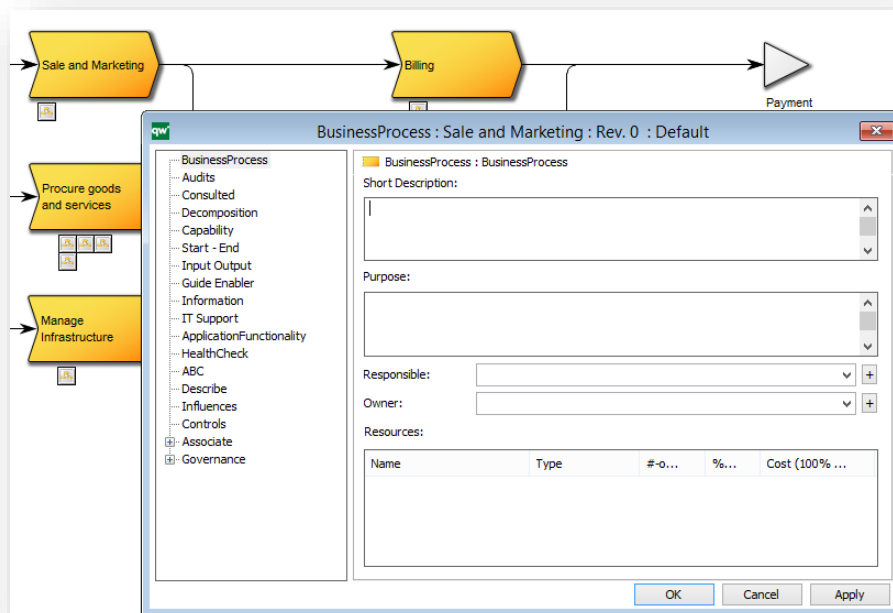 Sale and Marketing
Billing
Payment
Procure goods
and services
Manage
Infrastructure
qw
BusinessProcess : Sale and Marketing : Rev. 0 : Default
BusinessProcess
Audits
Consulted
Decomposition
Capability
Start - End
Input Output
Guide Enabler
Information
IT Support
ApplicationFunctionality
HealthCheck
ABC
Describe
Influences
Controls
Associate
Governance
BusinessProcess : BusinessProcess
Short Description:
Purpose:
Responsible:
Owner:
Resources:
Name Type #-o... %... Cost (100% ...
OK Cancel Apply